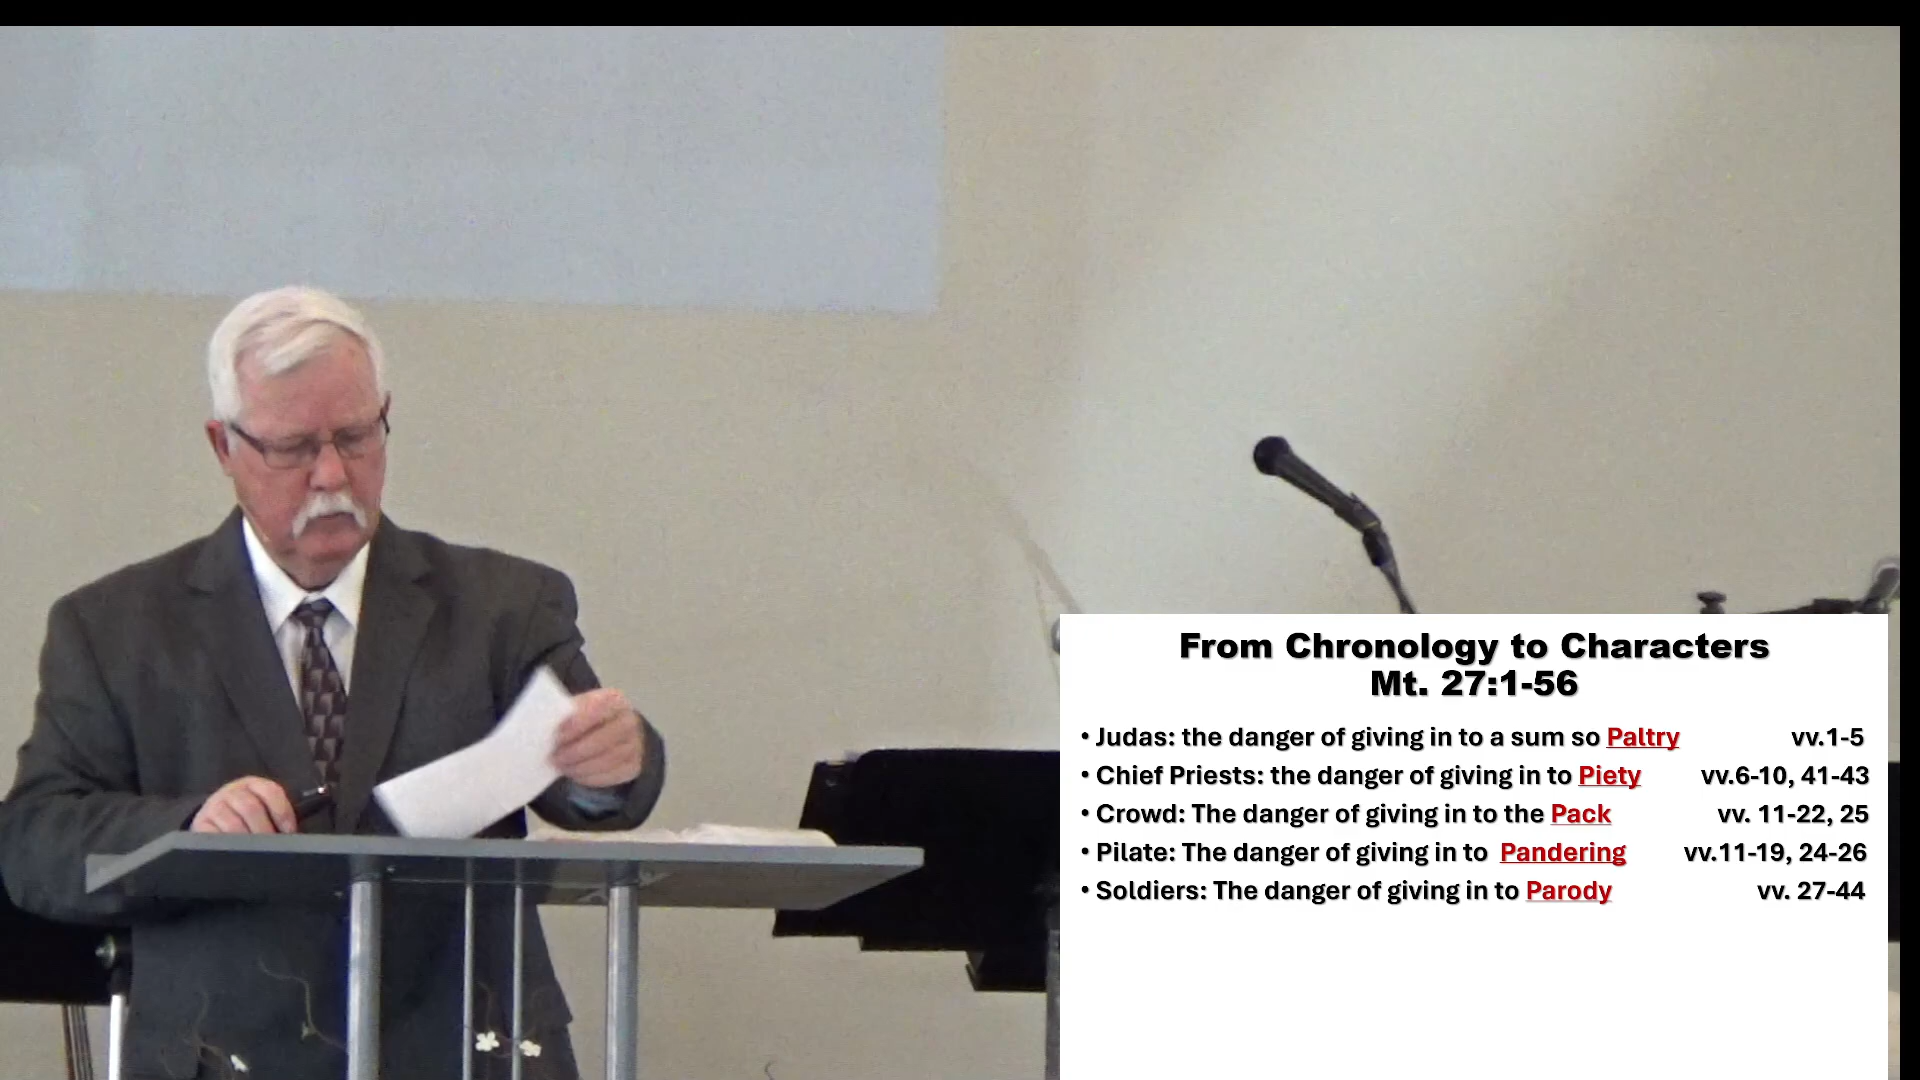 From Chronology to Characters
Mt. 27:1-56
• Judas: the danger of giving in to a sum so Paltry vv.1-5
• Chief Priests: the danger of giving in to Piety vv.6-10, 41-43
• Crowd: The danger of giving in to the Pack vv. 11-22, 25
• Pilate: The danger of giving in to Pandering vv.11-19, 24-26
• Soldiers: The danger of giving in to Parody vv. 27-44